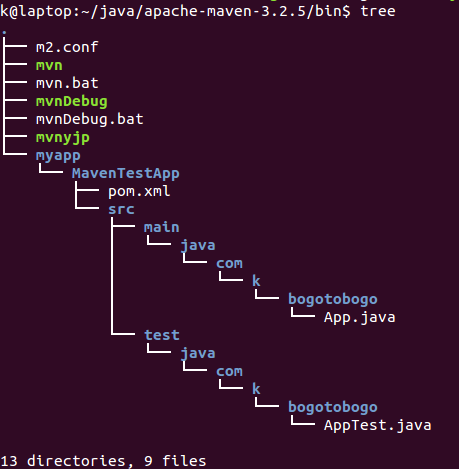 k@laptop:~/java/apache-maven-3.2.5/bin$ tree
.
├── m2.conf
├── mvn
├── mvn.bat
├── mvnDebug
├── mvnDebug.bat
├── mvnyjp
└── myapp
    └── MavenTestApp
        ├── pom.xml
        └── src
            ├── main
            │   └── java
            │       └── com
            │           └── k
            │               └── bogotobogo
            │                   └── App.java
            └── test
                └── java
                    └── com
                        └── k
                            └── bogotobogo
                                └── AppTest.java
13 directories, 9 files